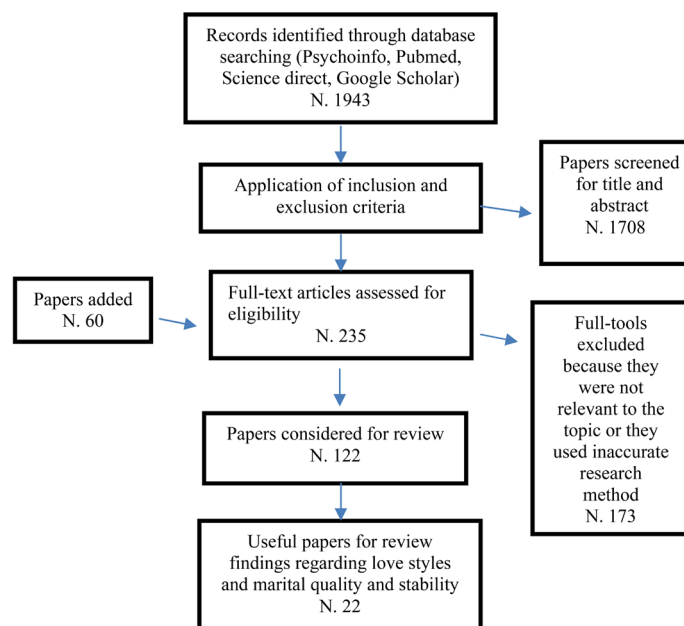 Records identified through database
searching (Psychoinfo, Pubmed,
Science direct, Google Scholar)
N. 1943
Application of inclusion and
exclusion criteria
Papers screened
for title and
abstract
N. 1708
Papers added
N. 60
Full-text articles assessed for
eligibility
N. 235
Full-tools
excluded
because they
were not
relevant to the
topic or they
used inaccurate
research
method
N. 173
Papers considered for review
N. 122
Useful papers for review
findings regarding love styles
and marital quality and stability
N. 22